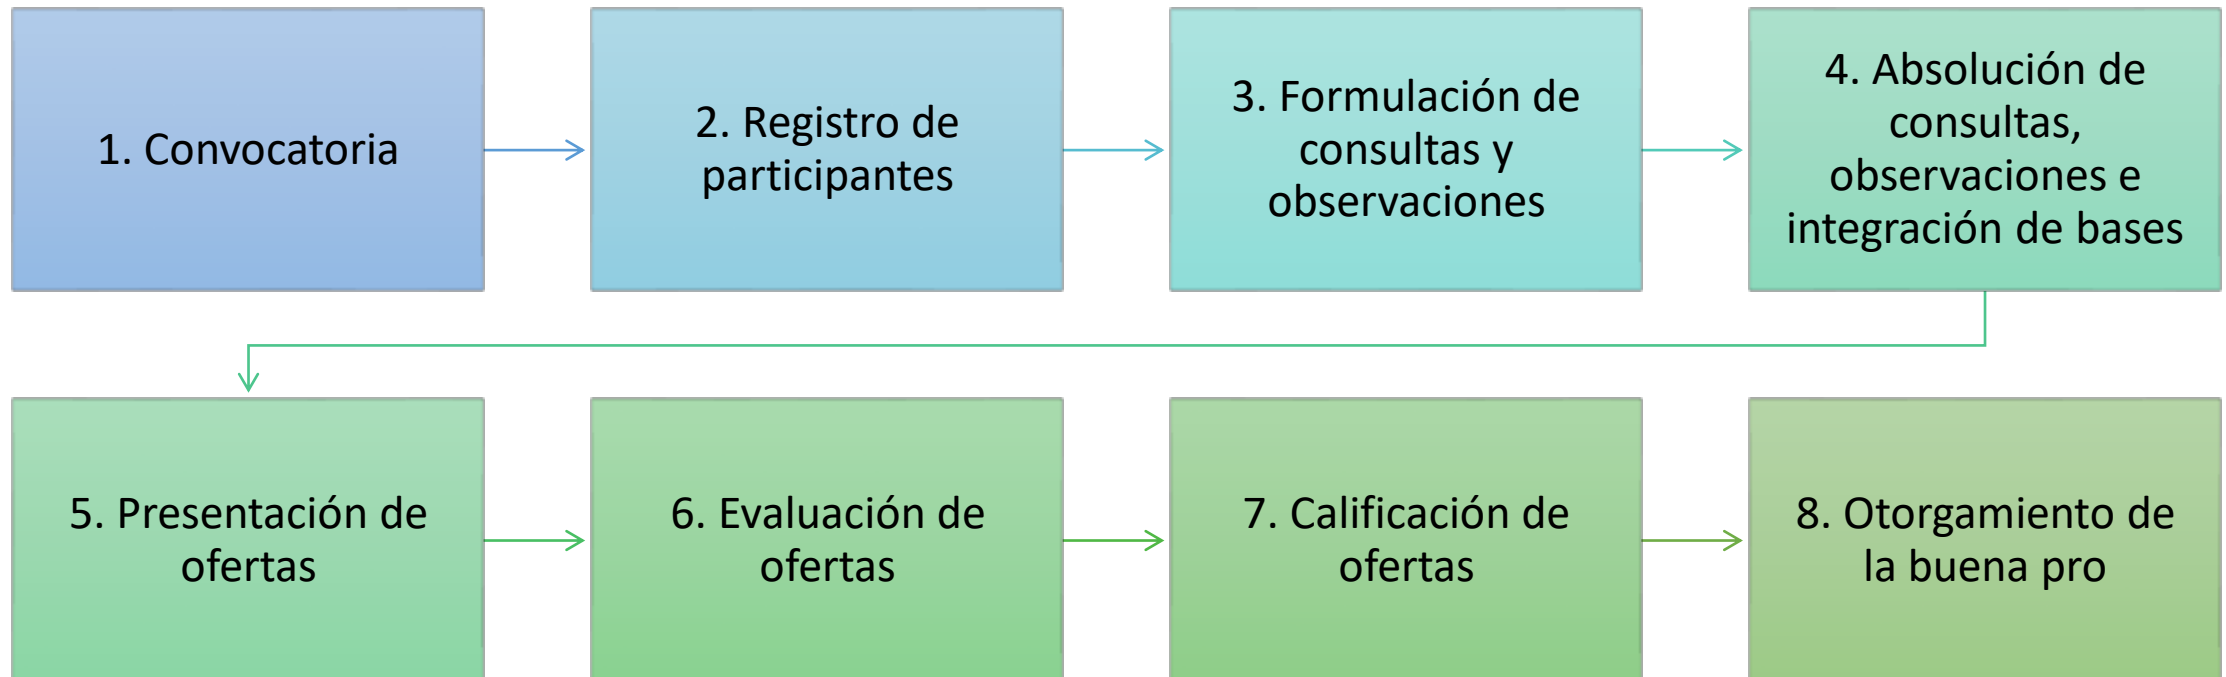 1. Convocatoria
2. Registro de
participantes
3. Formulación de
consultas y
observaciones
4. Absolución de
consultas,
observaciones e
integración de bases
5. Presentación de
ofertas
6. Evaluación de
ofertas
7. Calificación de
ofertas
8. Otorgamiento de
la buena pro